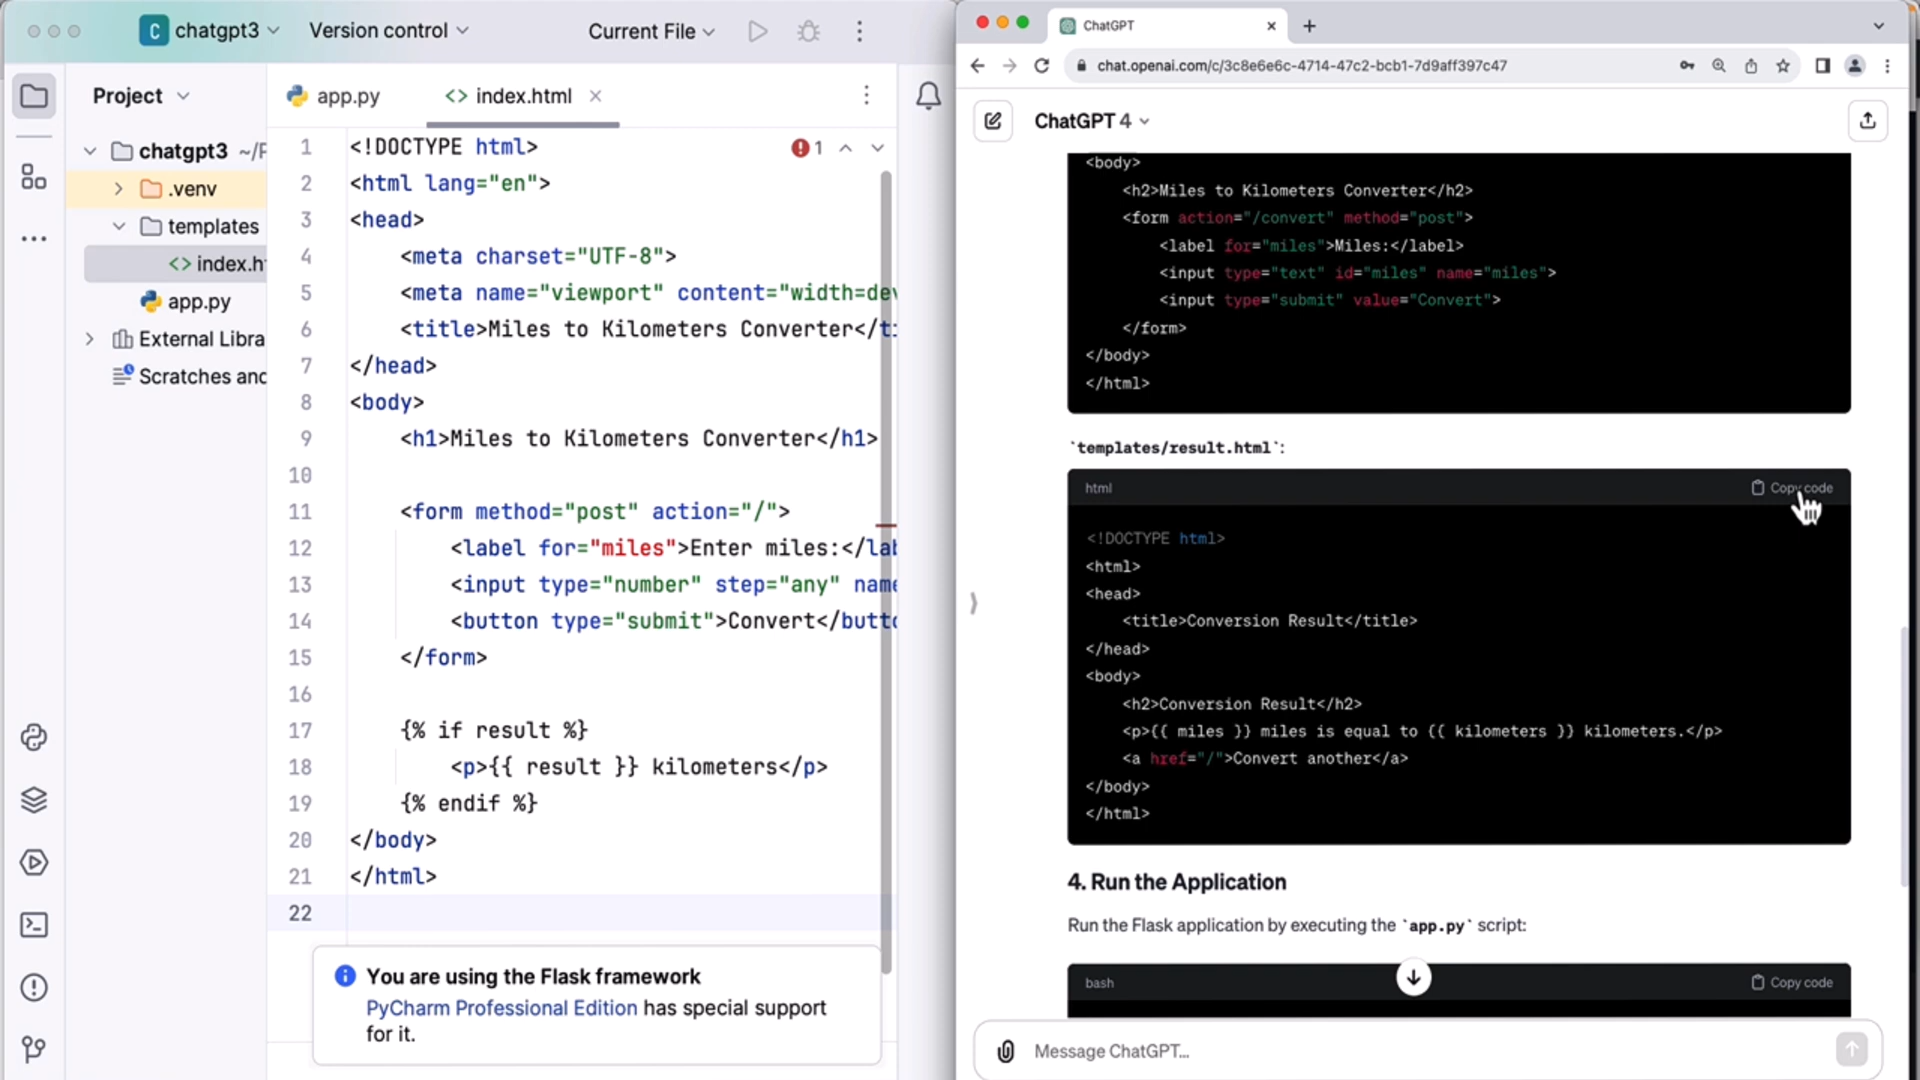 C chatgpt3 Version control Current File
Project
chatgpt3 ~/P
.venv
templates
index.h
app.py
External Libra
Scratches and
app.py <> index.html
1
1 <!DOCTYPE html>
2 <html lang="en">
3 <head>
4 <meta charset="UTF-8">
5 <meta name="viewport" content="width=dev
6 <title>Miles to Kilometers Converter</ti
7 </head>
8 <body>
9 <h1>Miles to Kilometers Converter</h1>
10
11 <form method="post" action="/">
12 <label for="miles">Enter miles:</lab
13 <input type="number" step="any" name
14 <button type="submit">Convert</butto
15 </form>
16
17 {% if result %}
18 <p>{{ result }} kilometers</p>
19 {% endif %}
20 </body>
21 </html>
22
You are using the Flask framework
PyCharm Professional Edition has special support
for it.
ChatGPT
chat.openai.com/c/3c8e6e6c-4714-47c2-bcb1-7d9aff397c47
ChatGPT 4
<body>
<h2>Miles to Kilometers Converter</h2>
<form action="/convert" method="post">
<label for="miles">Miles:</label>
<input type="text" id="miles" name="miles">
<input type="submit" value="Convert">
</form>
</body>
</html>
`templates/result.html`:
html Copy code
<!DOCTYPE html>
<html>
<head>
<title>Conversion Result</title>
</head>
<body>
<h2>Conversion Result</h2>
<p>{{ miles }} miles is equal to {{ kilometers }} kilometers.</p>
<a href="/">Convert another</a>
</body>
</html>
4. Run the Application
Run the Flask application by executing the `app.py` script:
bash Copy code
Message ChatGPT...